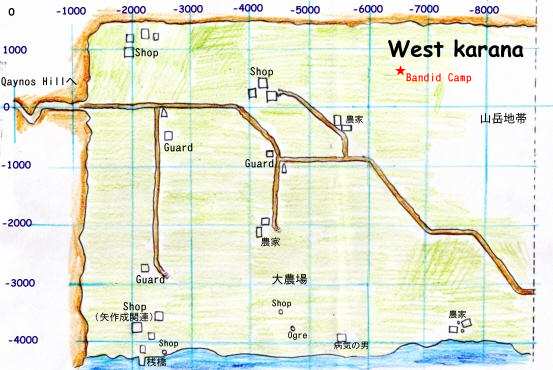 0 -1000 -2000 -3000 -4000 -5000 -6000 -7000 -8000
West karana
★Bandid Camp
1000
Shop
Qaynos Hillへ
Shop
0
農家
山岳地帯
Guard
Guard
-1000
-2000
農家
Guard
大農場
-3000
Shop
(矢作成関連)
Shop
農家
Ogre
-4000
Shop
病気の男
桟橋